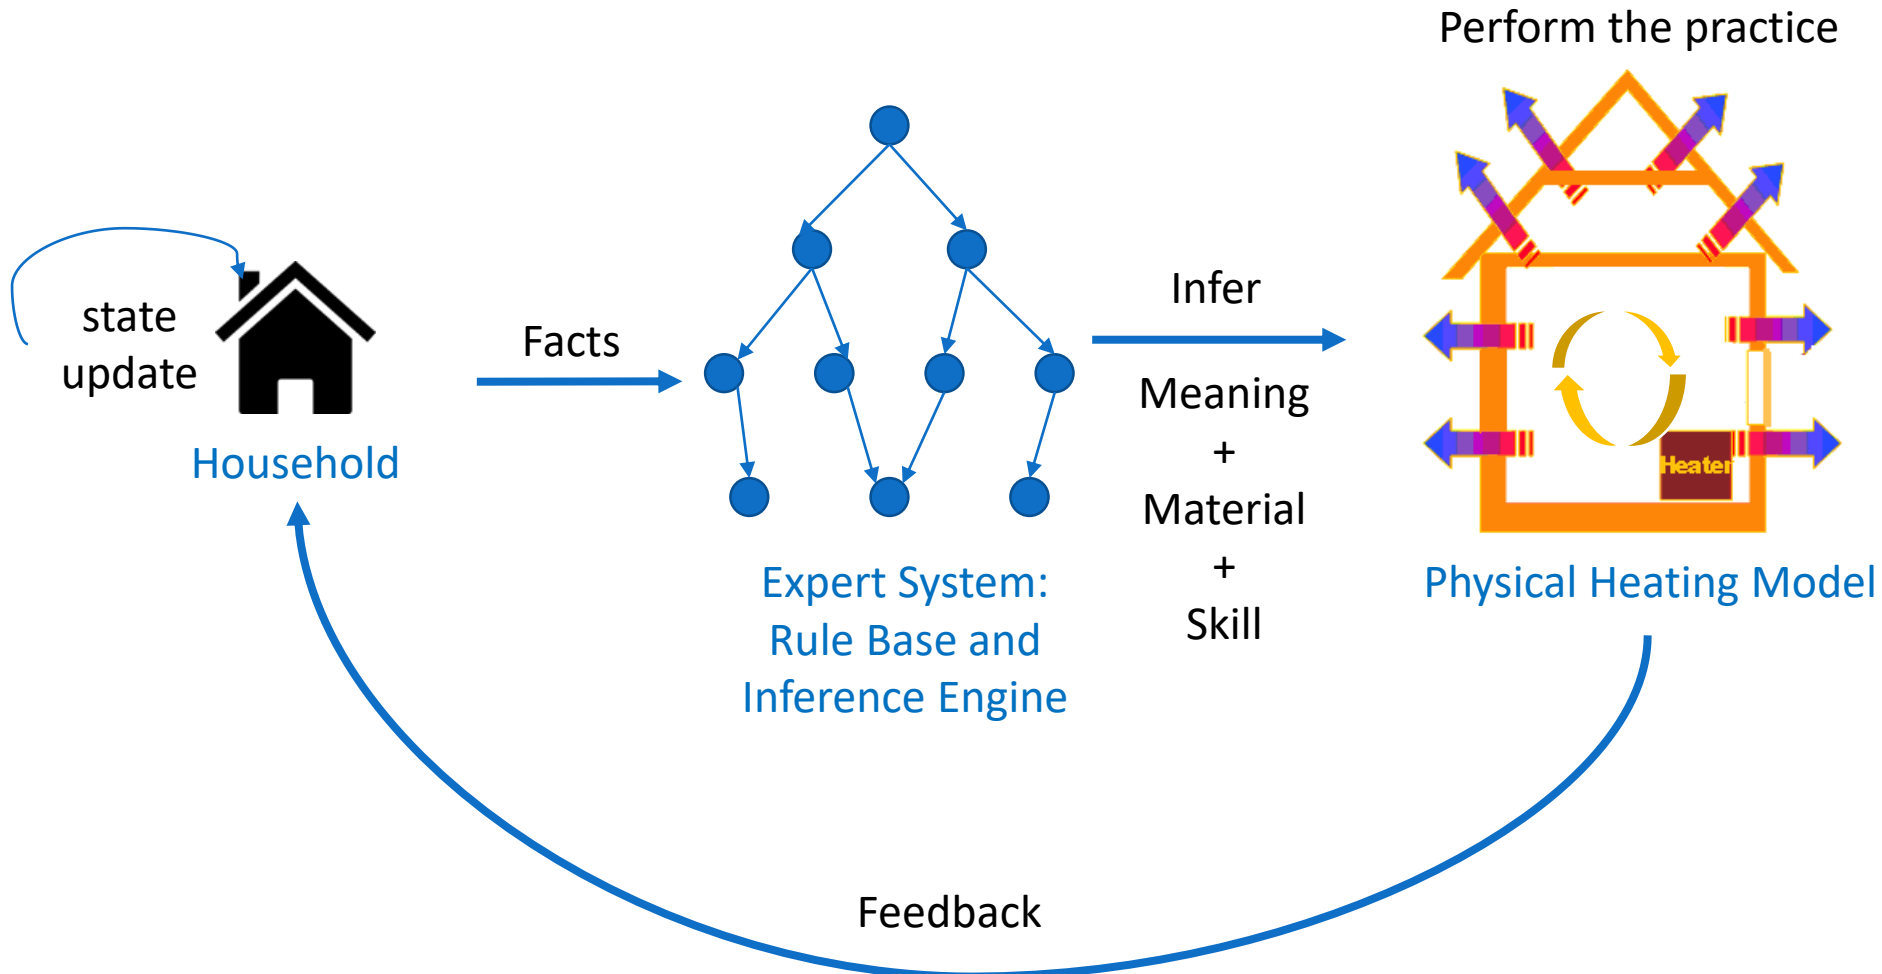 Perform the practice
state
update
Household
Facts
Expert System:
Rule Base and
Inference Engine
Infer
Meaning
+
Material
+
Skill
Heater
Physical Heating Model
Feedback